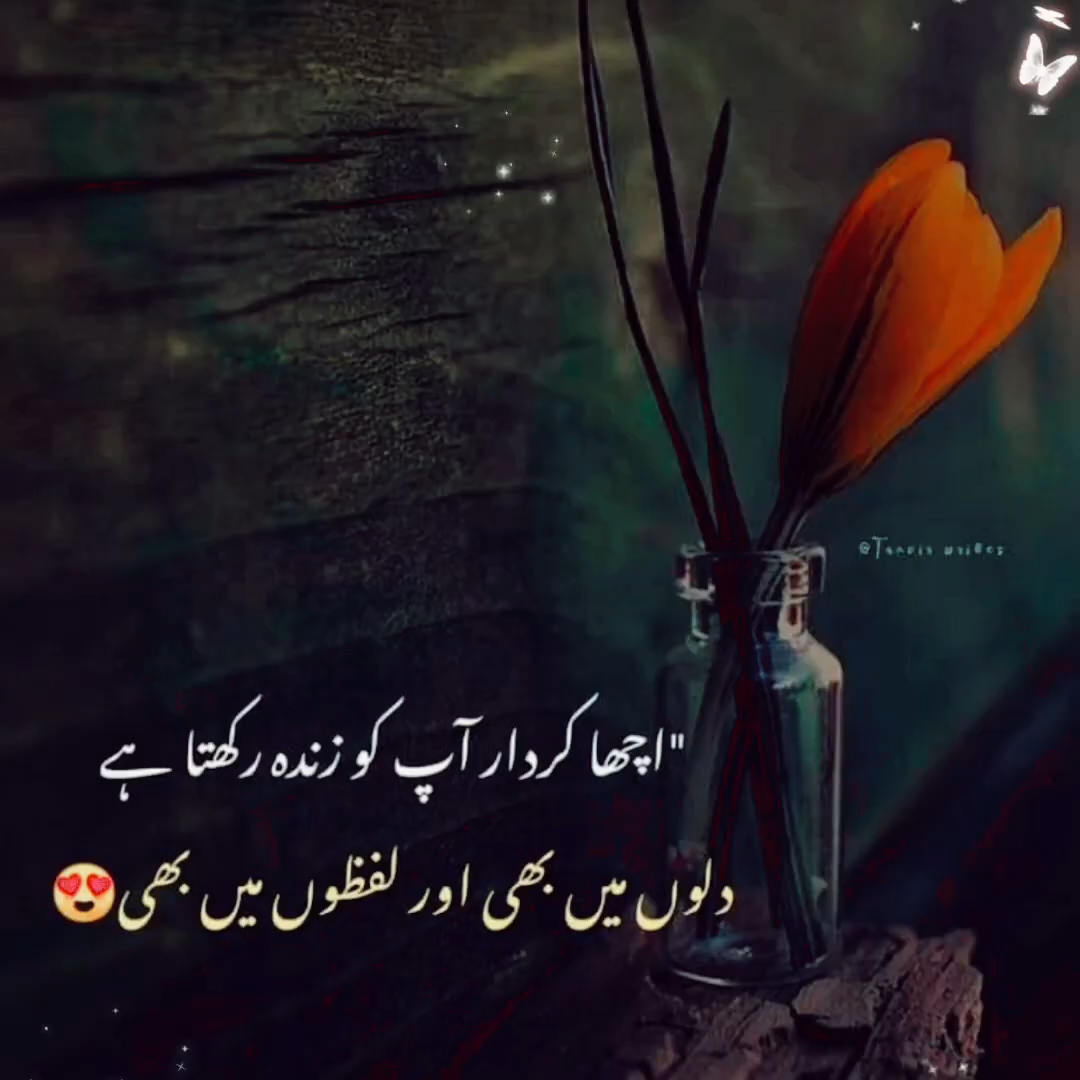 "اچھا کردار آپ کو زندہ رکھتا ہے
دلوں میں بھی اور لفظوں میں بھی😍